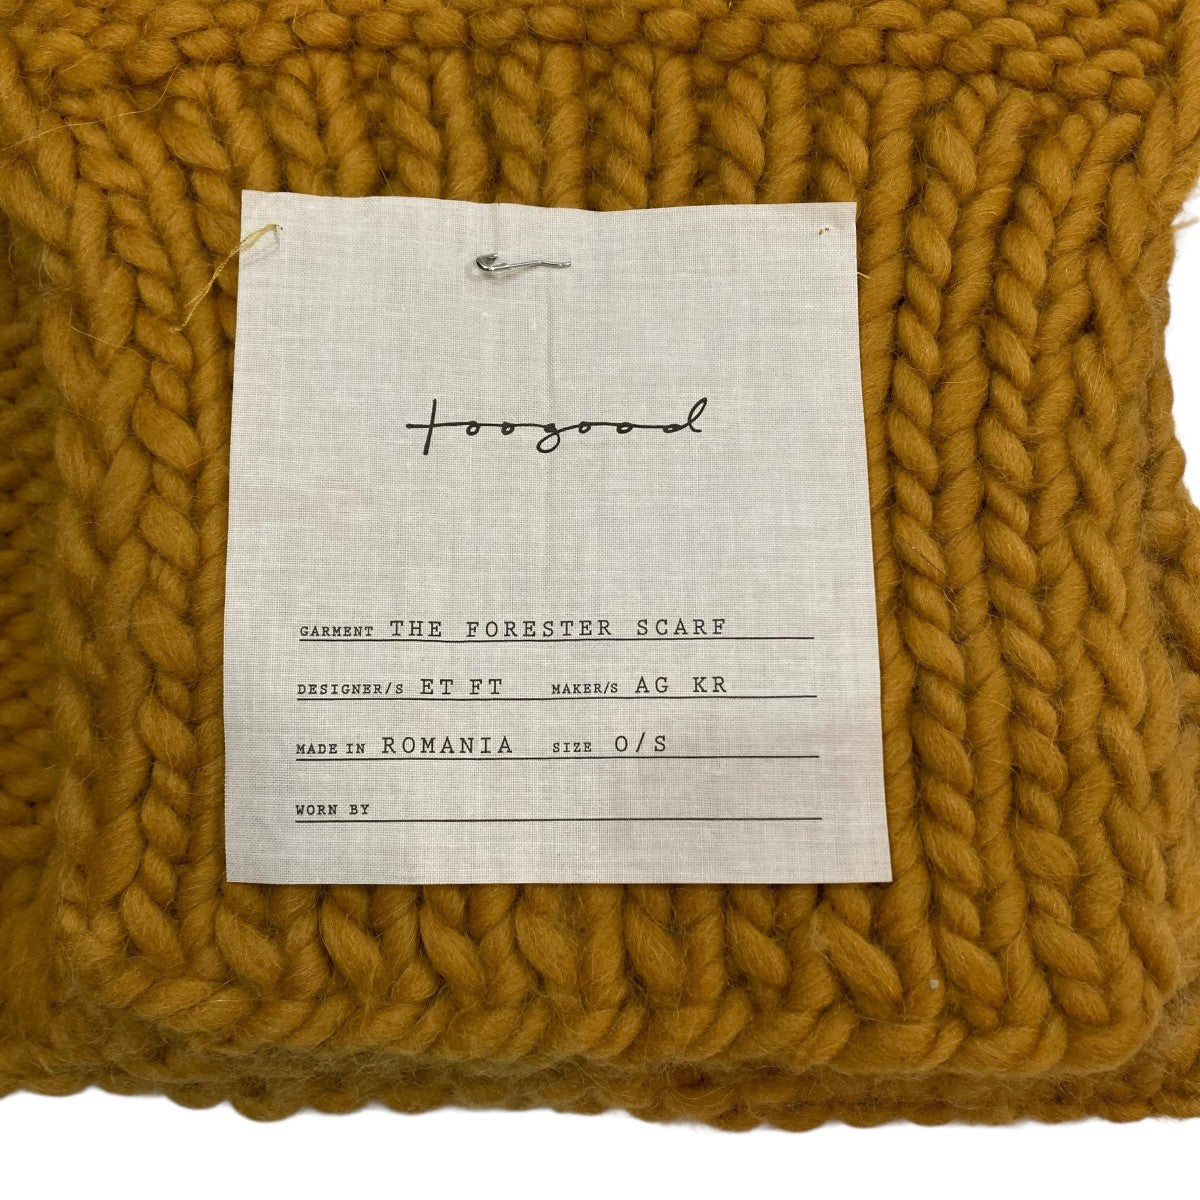 toogood
GARMENT THE FORESTER SCARF
DESIGNER/S ET FT MAKER/S AG KR
MADE IN ROMANIA SIZE O/S
WORN BY